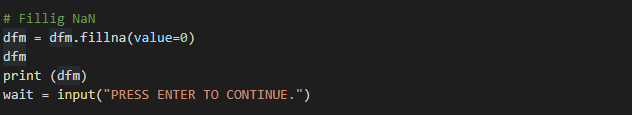 # Fillig NaN
dfm = dfm.fillna(value=0)
dfm
print (dfm)
wait = input("PRESS ENTER TO CONTINUE.")